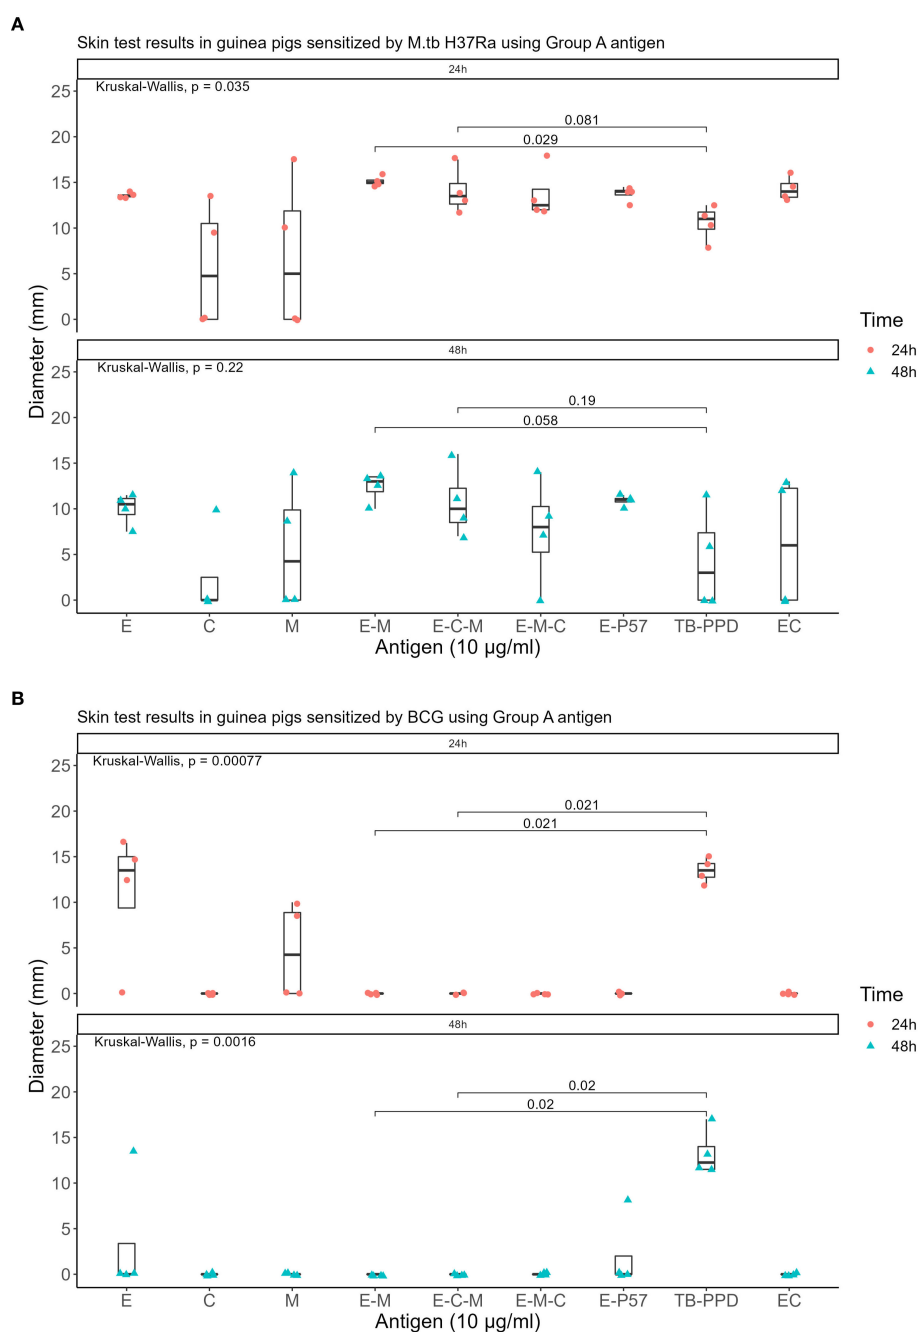 A
Skin test results in guinea pigs sensitized by M.tb H37Ra using Group A antigen
24h
Kruskal-Wallis, p = 0.035
25
20
15
10
5
0
0.081
0.029
48h
Kruskal-Wallis, p = 0.22
25
20
15
10
5
0
0.19
0.058
Diameter (mm)
E C M E-M E-C-M E-M-C E-P57 TB-PPD EC
Antigen (10 µg/ml)
Time
24h
48h
B
Skin test results in guinea pigs sensitized by BCG using Group A antigen
24h
Kruskal-Wallis, p = 0.00077
25
20
15
10
5
0
0.021
0.021
48h
Kruskal-Wallis, p = 0.0016
25
20
15
10
5
0
0.02
0.02
Diameter (mm)
E C M E-M E-C-M E-M-C E-P57 TB-PPD EC
Antigen (10 µg/ml)
Time
24h
48h